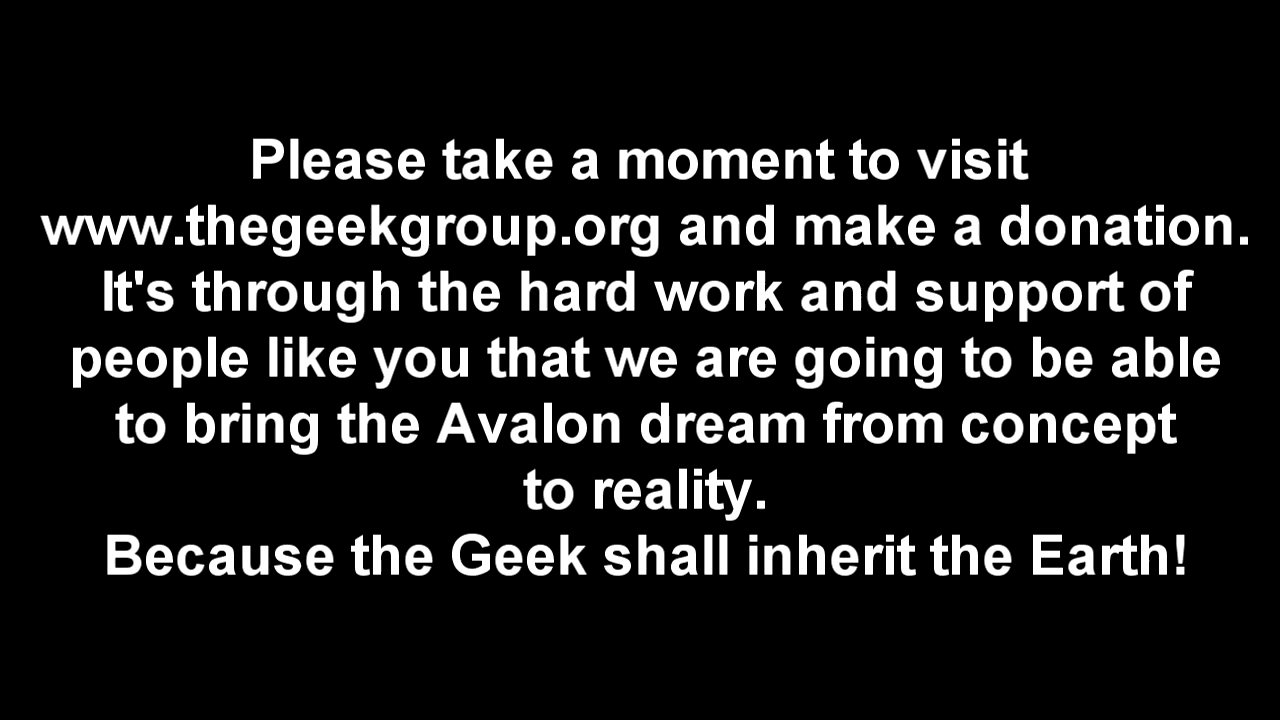 Please take a moment to visit
www.thegeekgroup.org and make a donation.
It's through the hard work and support of
people like you that we are going to be able
to bring the Avalon dream from concept
to reality.
Because the Geek shall inherit the Earth!